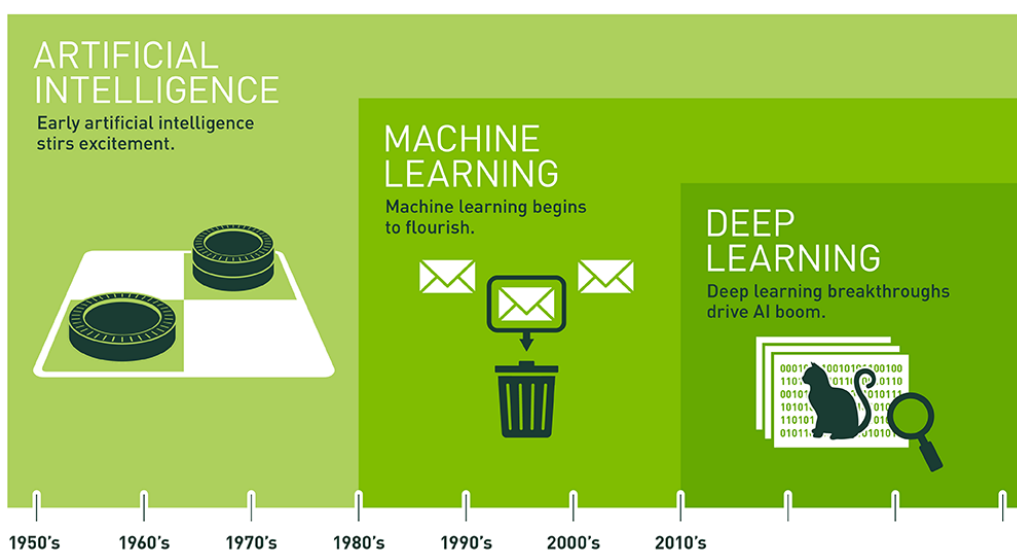 ARTIFICIAL
INTELLIGENCE
Early artificial intelligence
stirs excitement.
MACHINE
LEARNING
Machine learning begins
to flourish.
DEEP
LEARNING
Deep learning breakthroughs
drive AI boom.
1950's
1960's
1970's
1980's
1990's
2000's
2010's